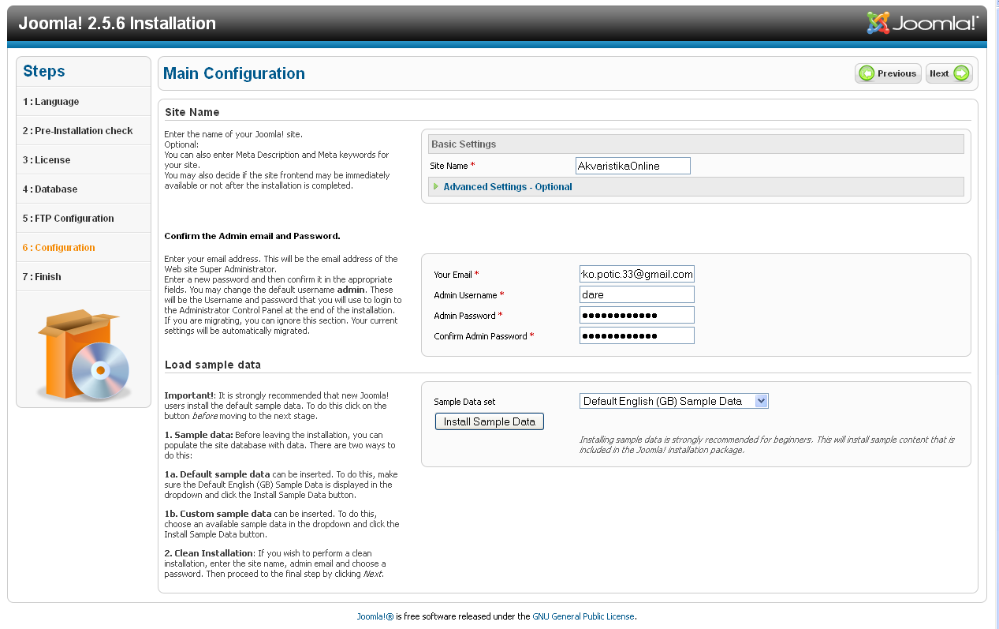 Joomla! 2.5.6 Installation
Joomla!
Steps
1 : Language
2 : Pre-Installation check
3 : License
4 : Database
5 : FTP Configuration
6 : Configuration
7 : Finish
Main Configuration
Previous
Next
Site Name
Enter the name of your Joomla! site.
Optional:
You can also enter Meta Description and Meta keywords for
your site.
You may also decide if the site frontend may be immediately
available or not after the installation is completed.
Basic Settings
Site Name *
AkvaristikaOnline
Advanced Settings - Optional
Confirm the Admin email and Password.
Enter your email address. This will be the email address of the
Web site Super Administrator.
Enter a new password and then confirm it in the appropriate
fields. You may change the default username admin. These
will be the Username and password that you will use to login to
the Administrator Control Panel at the end of the installation.
If you are migrating, you can ignore this section. Your current
settings will be automatically migrated.
Your Email *
ko.potic.33@gmail.com
Admin Username *
dare
Admin Password *
●●●●●●●●●●●●
Confirm Admin Password *
●●●●●●●●●●●●
Load sample data
Important!: It is strongly recommended that new Joomla!
users install the default sample data. To do this click on the
button before moving to the next stage.
1. Sample data: Before leaving the installation, you can
populate the site database with data. There are two ways to
do this:
1a. Default sample data can be inserted. To do this, make
sure the Default English (GB) Sample Data is displayed in the
dropdown and click the Install Sample Data button.
1b. Custom sample data can be inserted. To do this,
choose an available sample data in the dropdown and click the
Install Sample Data button.
2. Clean Installation: If you wish to perform a clean
installation, enter the site name, admin email and choose a
password. Then proceed to the final step by clicking Next.
Sample Data set
Default English (GB) Sample Data
Install Sample Data
Installing sample data is strongly recommended for beginners. This will install sample content that is
included in the Joomla! installation package.
Joomla!® is free software released under the GNU General Public License.